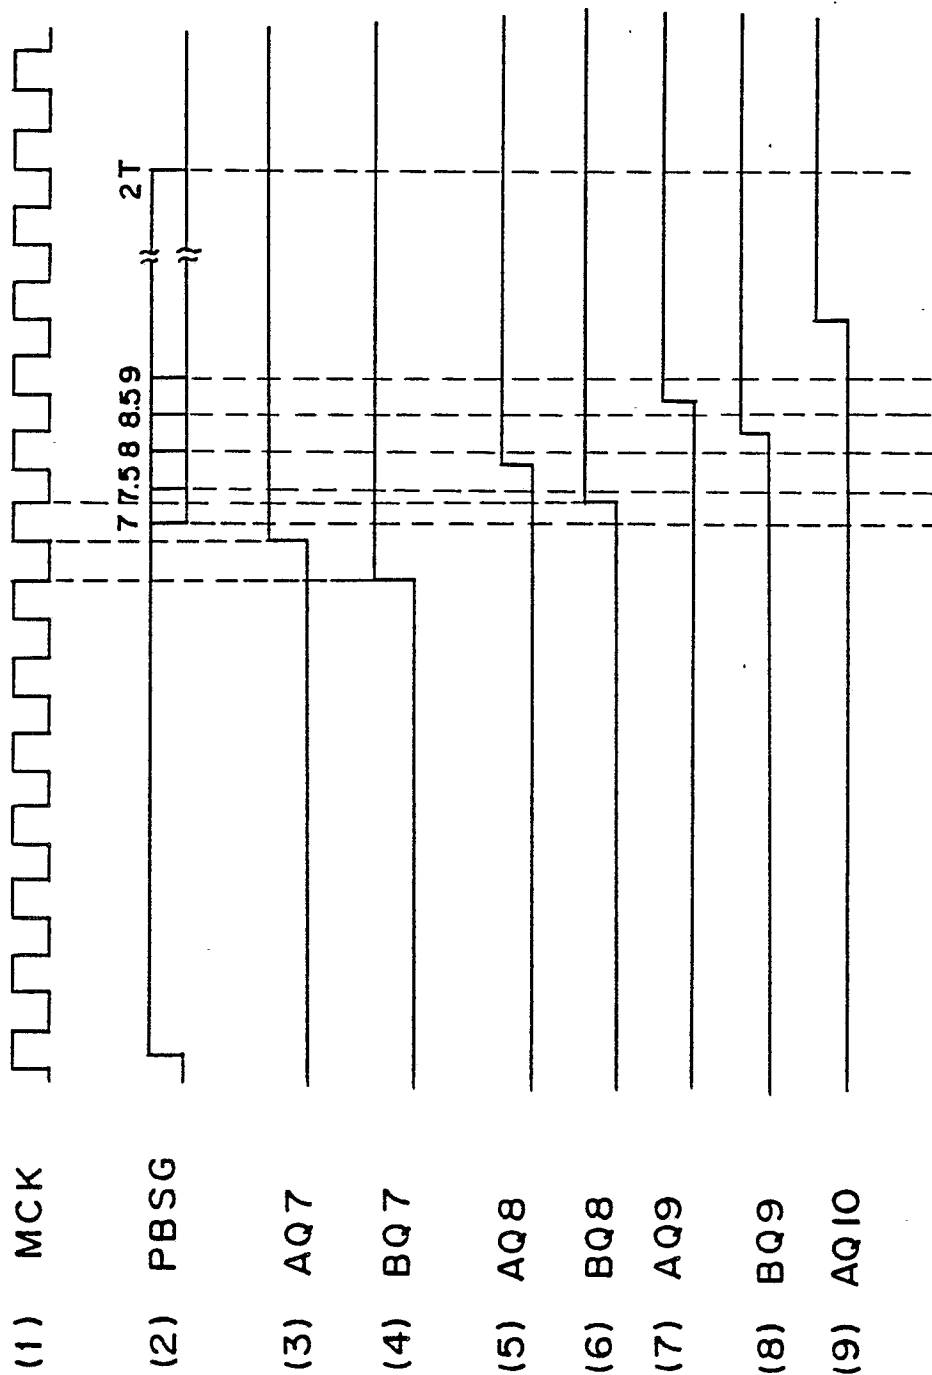 (1) MCK
(2) PBSG
7 7.5 8 8.5 9 2T
(3) AQ7
(4) BQ7
(5) AQ8
(6) BQ8
(7) AQ9
(8) BQ9
(9) AQ10